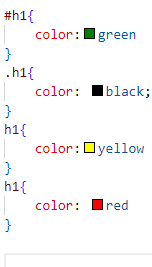 #h1{
color: green
}
.h1{
color: black;
}
h1{
color: yellow
}
h1{
color: red
}